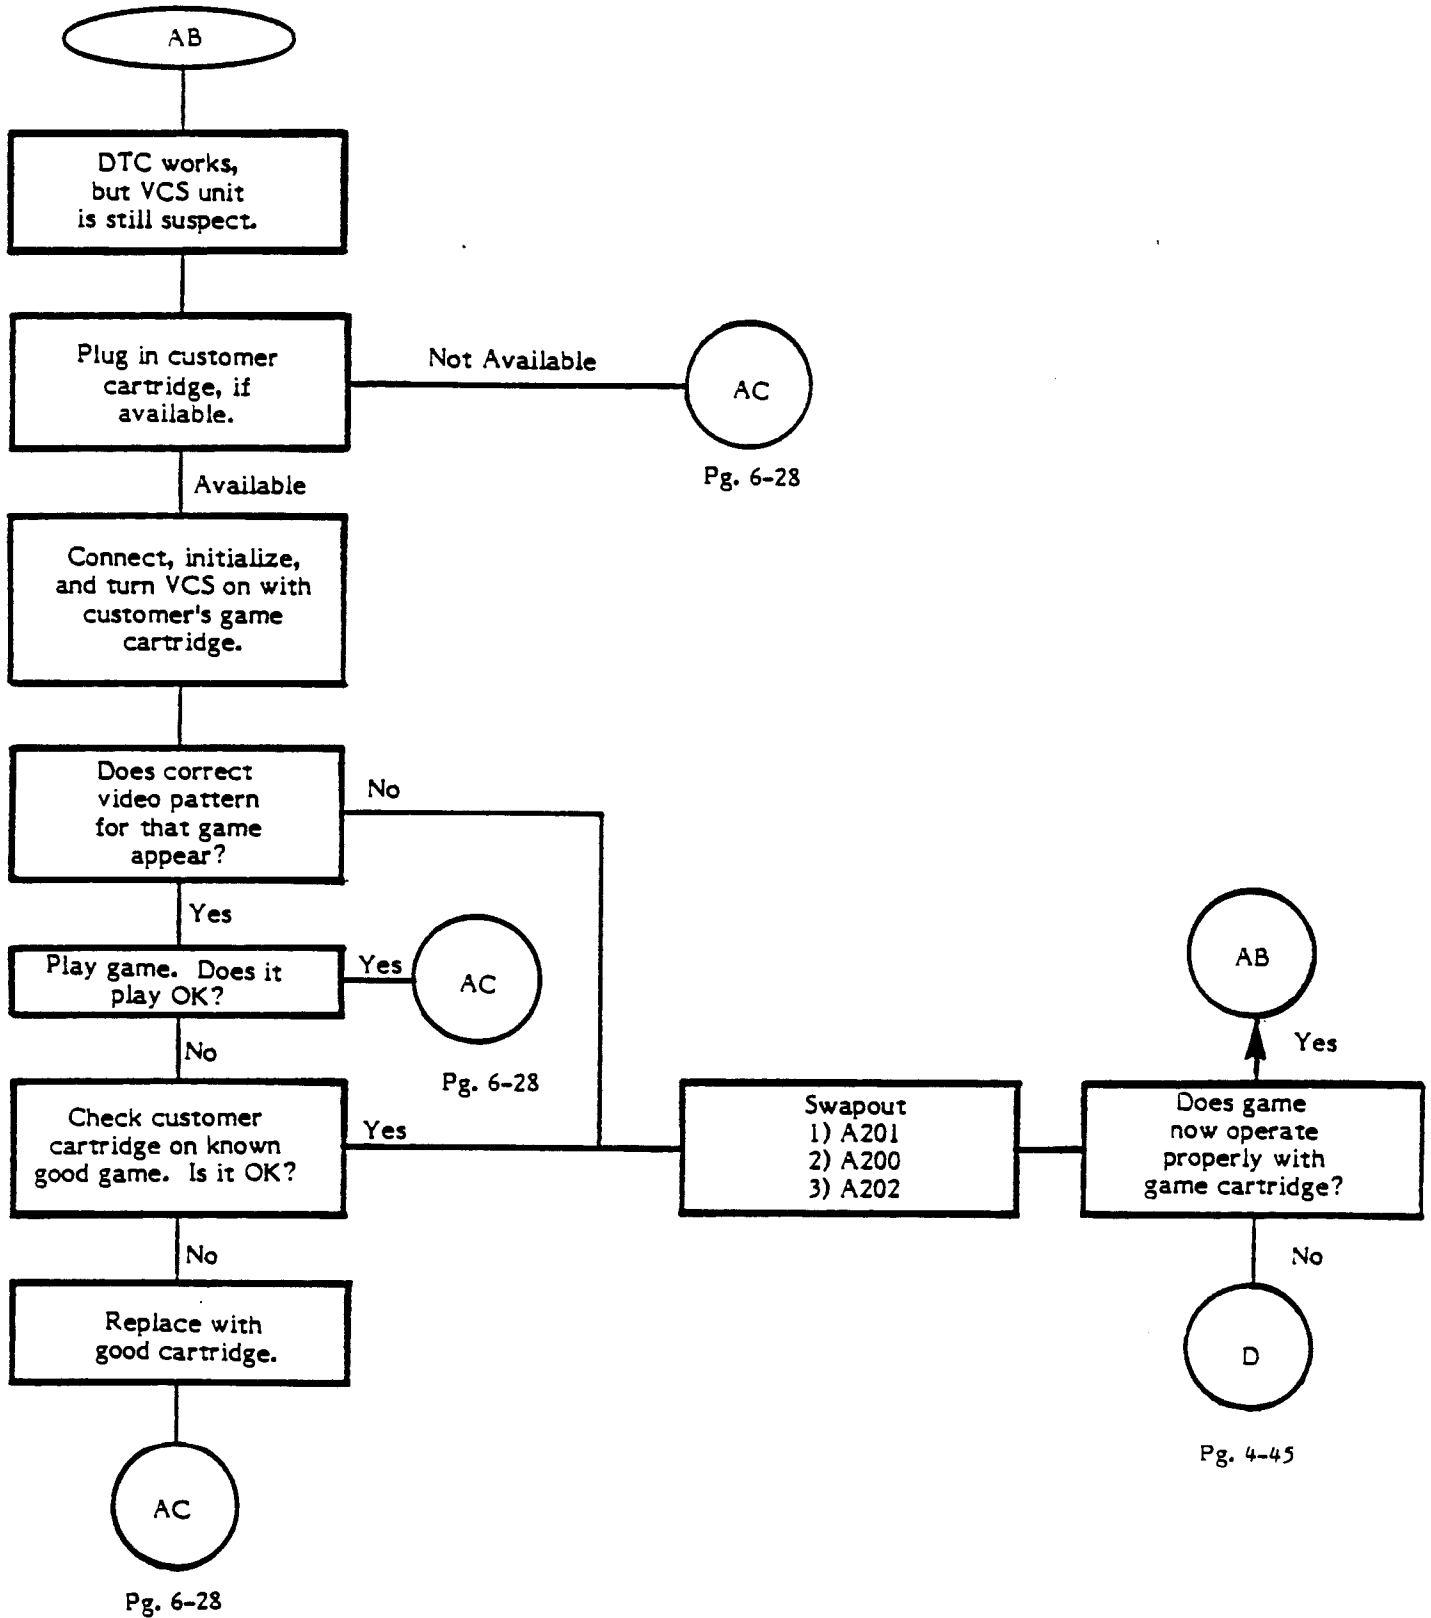 AB
DTC works,
but VCS unit
is still suspect.
Plug in customer
cartridge, if
available.
Not Available
AC
Pg. 6-28
Available
Connect, initialize,
and turn VCS on with
customer's game
cartridge.
Does correct
video pattern
for that game
appear?
No
Yes
Play game. Does it
play OK?
Yes
AC
Pg. 6-28
No
Check customer
cartridge on known
good game. Is it OK?
Yes
Swapout
1) A201
2) A200
3) A202
Does game
now operate
properly with
game cartridge?
Yes
AB
No
D
Pg. 4-45
No
Replace with
good cartridge.
AC
Pg. 6-28